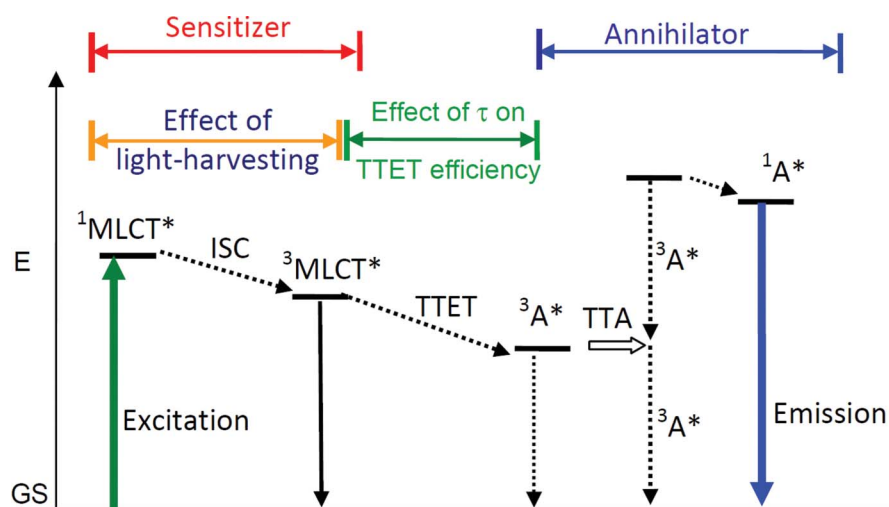 Sensitizer
Annihilator
Effect of
light-harvesting
Effect of τ on
TTET efficiency
¹A*
¹MLCT*
ISC
E
³MLCT*
³A*
TTET
³A*
TTA
Excitation
³A*
Emission
GS